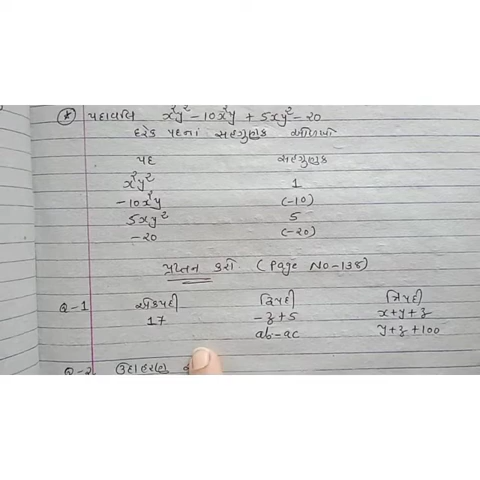 * પદાવલિ x²y² - 10x²y + 5xy² - 20
દરેક પદનાં સહગુણક આપો
પદ સહગુણક
x²y² 1
-10x²y (-10)
5xy² 5
-20 (-20)
પ્રયત્ન કરો (Page No-138)
Q-1 એકપદી દ્વિપદી ત્રિપદી
17 -z+5 x+y+z
ab-ac y+z+100
Q-2 ઉદાહરણ